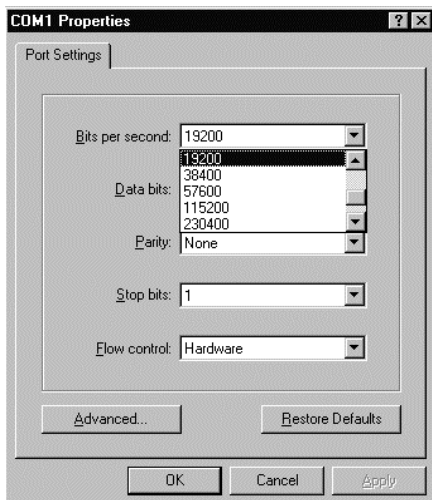 COM1 Properties
Port Settings
Bits per second: 19200
19200
38400
Data bits: 57600
115200
230400
Parity: None
Stop bits: 1
Flow control: Hardware
Advanced... Restore Defaults
OK Cancel Apply